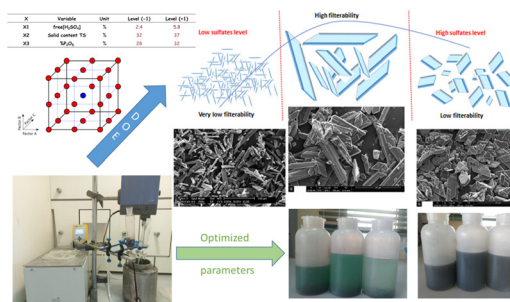 X Variable Unit Level (-1) Level (+1)
X1 free[H₂SO₄] % 2.4 5.8
X2 Solid content TS % 32 37
X3 %P₂O₅ % 28 32
High filterability
Low sulfates level
High sulfates level
Very low filterability
Low filterability
DOE
Factor B
Factor C
Factor A
Optimized
parameters